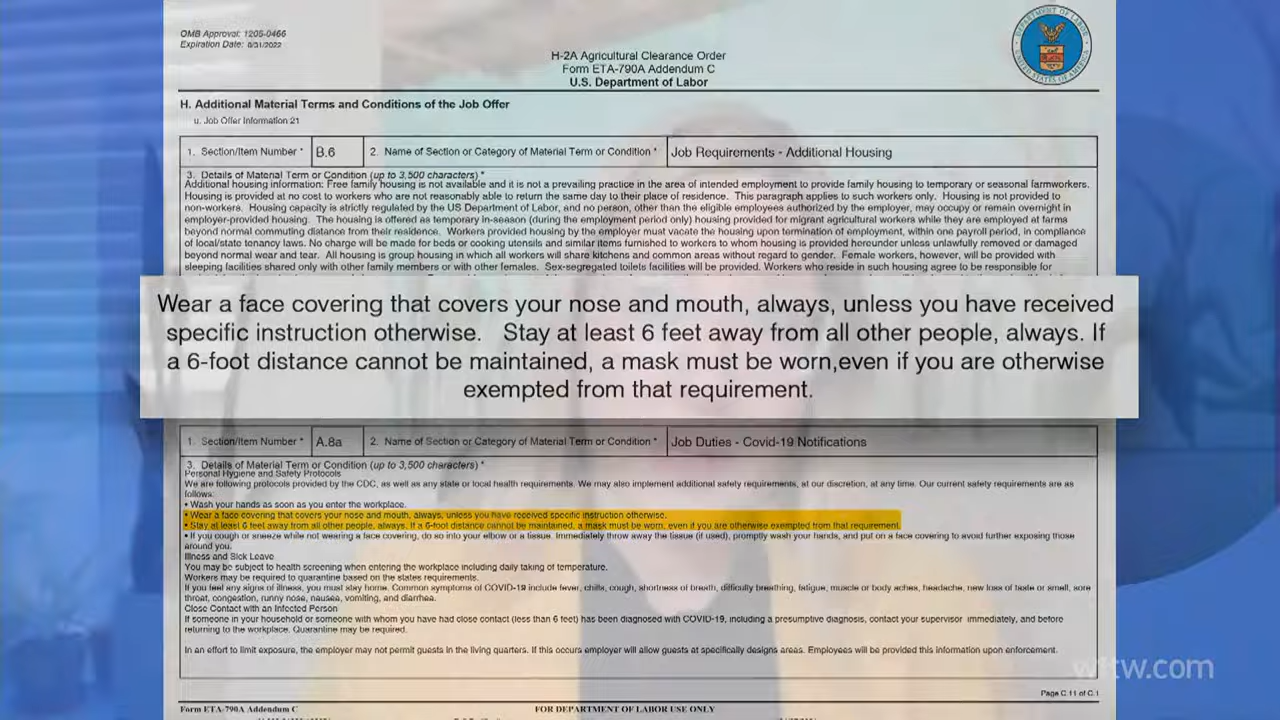 OMB Approval: 1205-0466
Expiration Date: 8/31/2022
H-2A Agricultural Clearance Order
Form ETA-790A Addendum C
U.S. Department of Labor
DEPARTMENT OF LABOR
UNITED STATES OF AMERICA
H. Additional Material Terms and Conditions of the Job Offer
u. Job Offer Information 21
1. Section/Item Number * B.6 2. Name of Section or Category of Material Term or Condition * Job Requirements - Additional Housing
3. Details of Material Term or Condition (up to 3,500 characters) *
Additional housing information: Free family housing is not available and it is not a prevailing practice in the area of intended employment to provide family housing to temporary or seasonal farmworkers.
Housing is provided at no cost to workers who are not reasonably able to return the same day to their place of residence. This paragraph applies to such workers only. Housing is not provided to
non-workers. Housing capacity is strictly regulated by the US Department of Labor, and no person, other than the eligible employees authorized by the employer, may occupy or remain overnight in
employer-provided housing. The housing is offered as temporary in-season (during the employment period only) housing provided for migrant agricultural workers while they are employed at farms
beyond normal commuting distance from their residence. Workers provided housing by the employer must vacate the housing upon termination of employment, within one payroll period, in compliance
of local/state tenancy laws. No charge will be made for beds or cooking utensils and similar items furnished to workers to whom housing is provided hereunder unless unlawfully removed or damaged
beyond normal wear and tear. All housing is group housing in which all workers will share kitchens and common areas without regard to gender. Female workers, however, will be provided with
sleeping facilities shared only with other family members or with other females. Sex-segregated toilets facilities will be provided. Workers who reside in such housing agree to be responsible for
Wear a face covering that covers your nose and mouth, always, unless you have received
specific instruction otherwise. Stay at least 6 feet away from all other people, always. If
a 6-foot distance cannot be maintained, a mask must be worn,even if you are otherwise
exempted from that requirement.
1. Section/Item Number * A.8a 2. Name of Section or Category of Material Term or Condition * Job Duties - Covid-19 Notifications
3. Details of Material Term or Condition (up to 3,500 characters) *
Personal Hygiene and Safety Protocols
We are following protocols provided by the CDC, as well as any state or local health requirements. We may also implement additional safety requirements, at our discretion, at any time. Our current safety requirements are as
follows:
• Wash your hands as soon as you enter the workplace.
• Wear a face covering that covers your nose and mouth, always, unless you have received specific instruction otherwise.
• Stay at least 6 feet away from all other people, always. If a 6-foot distance cannot be maintained, a mask must be worn, even if you are otherwise exempted from that requirement.
• If you cough or sneeze while not wearing a face covering, do so into your elbow or a tissue. Immediately throw away the tissue (if used), promptly wash your hands, and put on a face covering to avoid further exposing those
around you.
Illness and Sick Leave
You may be subject to health screening when entering the workplace including daily taking of temperature.
Workers may be required to quarantine based on the states requirements.
If you feel any signs of illness, you must stay home. Common symptoms of COVID-19 include fever, chills, cough, shortness of breath, difficulty breathing, fatigue, muscle or body aches, headache, new loss of taste or smell, sore
throat, congestion, runny nose, nausea, vomiting, and diarrhea.
Close Contact with an Infected Person
If someone in your household or someone with whom you have had close contact (less than 6 feet) has been diagnosed with COVID-19, including a presumptive diagnosis, contact your supervisor immediately, and before
returning to the workplace. Quarantine may be required.
In an effort to limit exposure, the employer may not permit guests in the living quarters. If this occurs employer will allow guests at specifically designs areas. Employees will be provided this information upon enforcement.
wttw.com
Page C.11 of C.1
Form ETA-790A Addendum C FOR DEPARTMENT OF LABOR USE ONLY